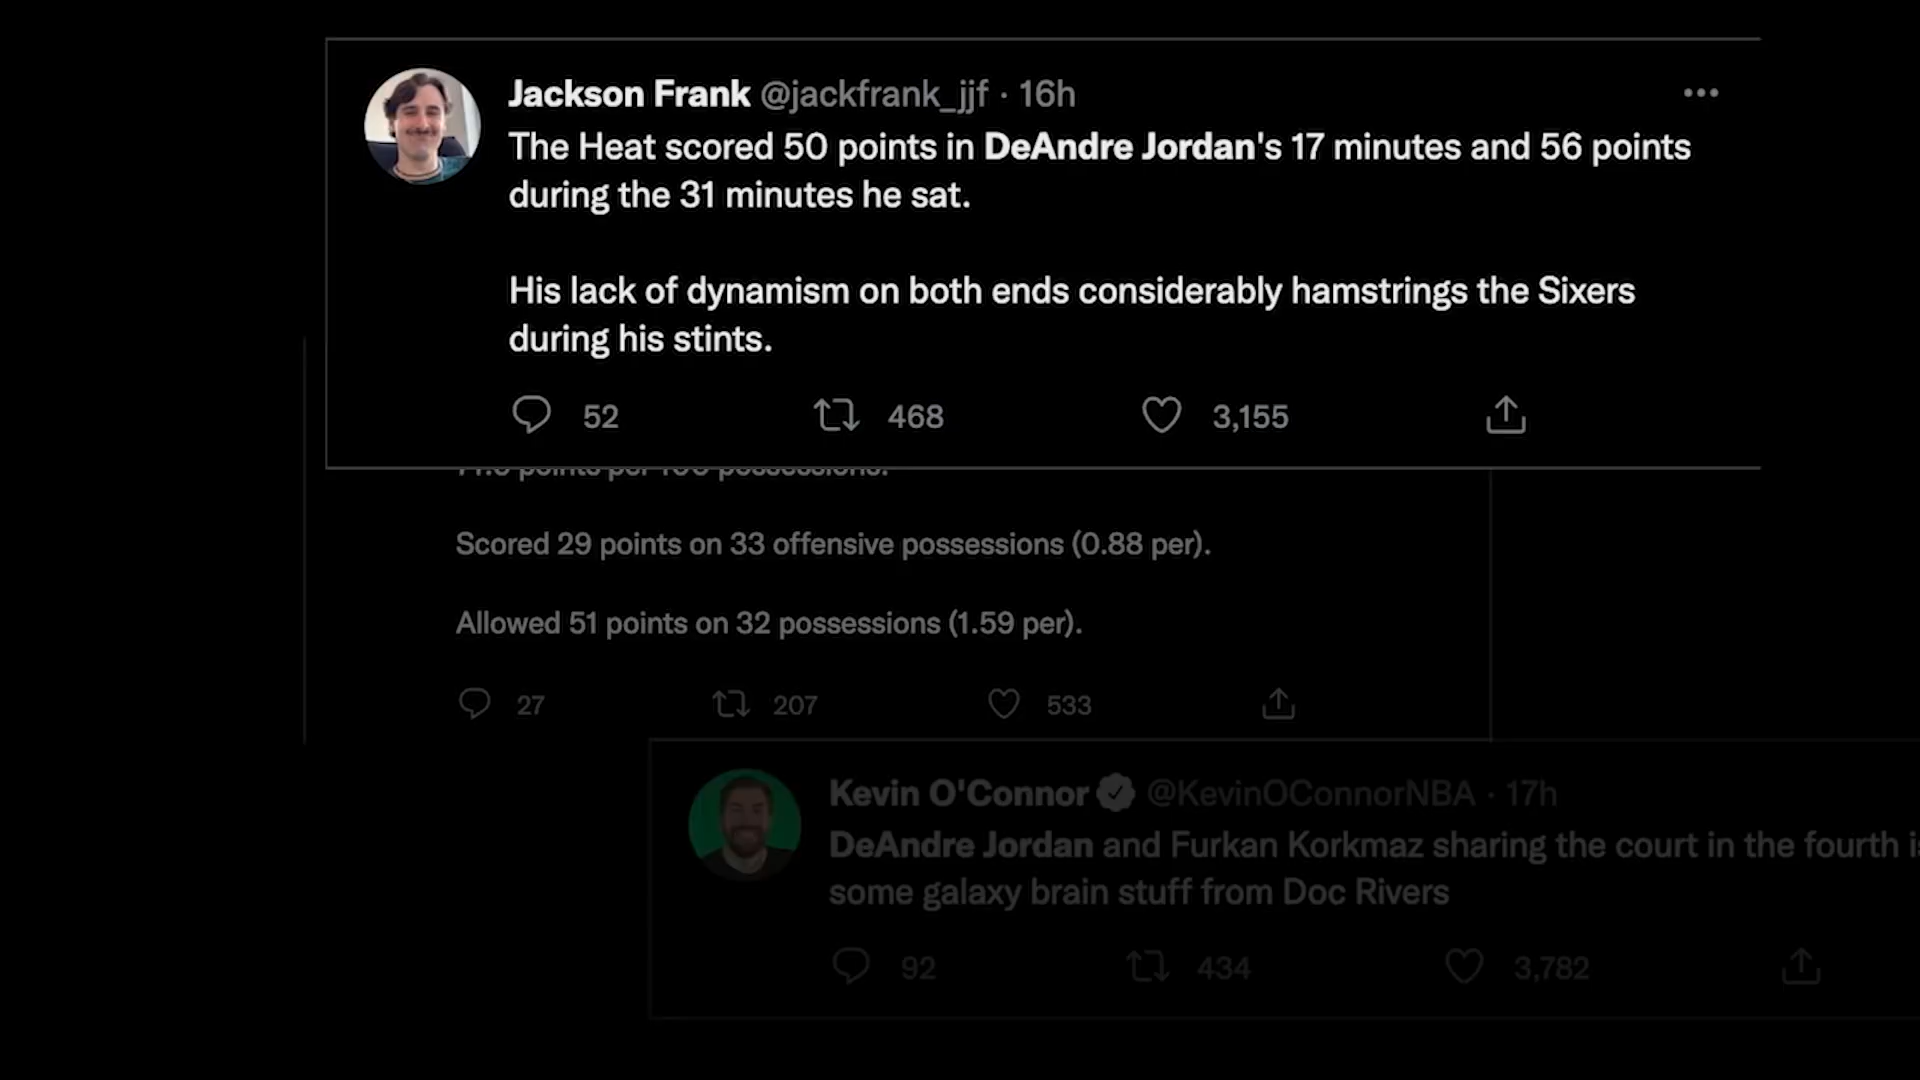 Jackson Frank @jackfrank_jjf · 16h
The Heat scored 50 points in DeAndre Jordan's 17 minutes and 56 points
during the 31 minutes he sat.
His lack of dynamism on both ends considerably hamstrings the Sixers
during his stints.
52 468 3,155
points per 100 possessions.
Scored 29 points on 33 offensive possessions (0.88 per).
Allowed 51 points on 32 possessions (1.59 per).
27 207 533
Kevin O'Connor @KevinOConnorNBA · 17h
DeAndre Jordan and Furkan Korkmaz sharing the court in the fourth
some galaxy brain stuff from Doc Rivers
92 434 3,782